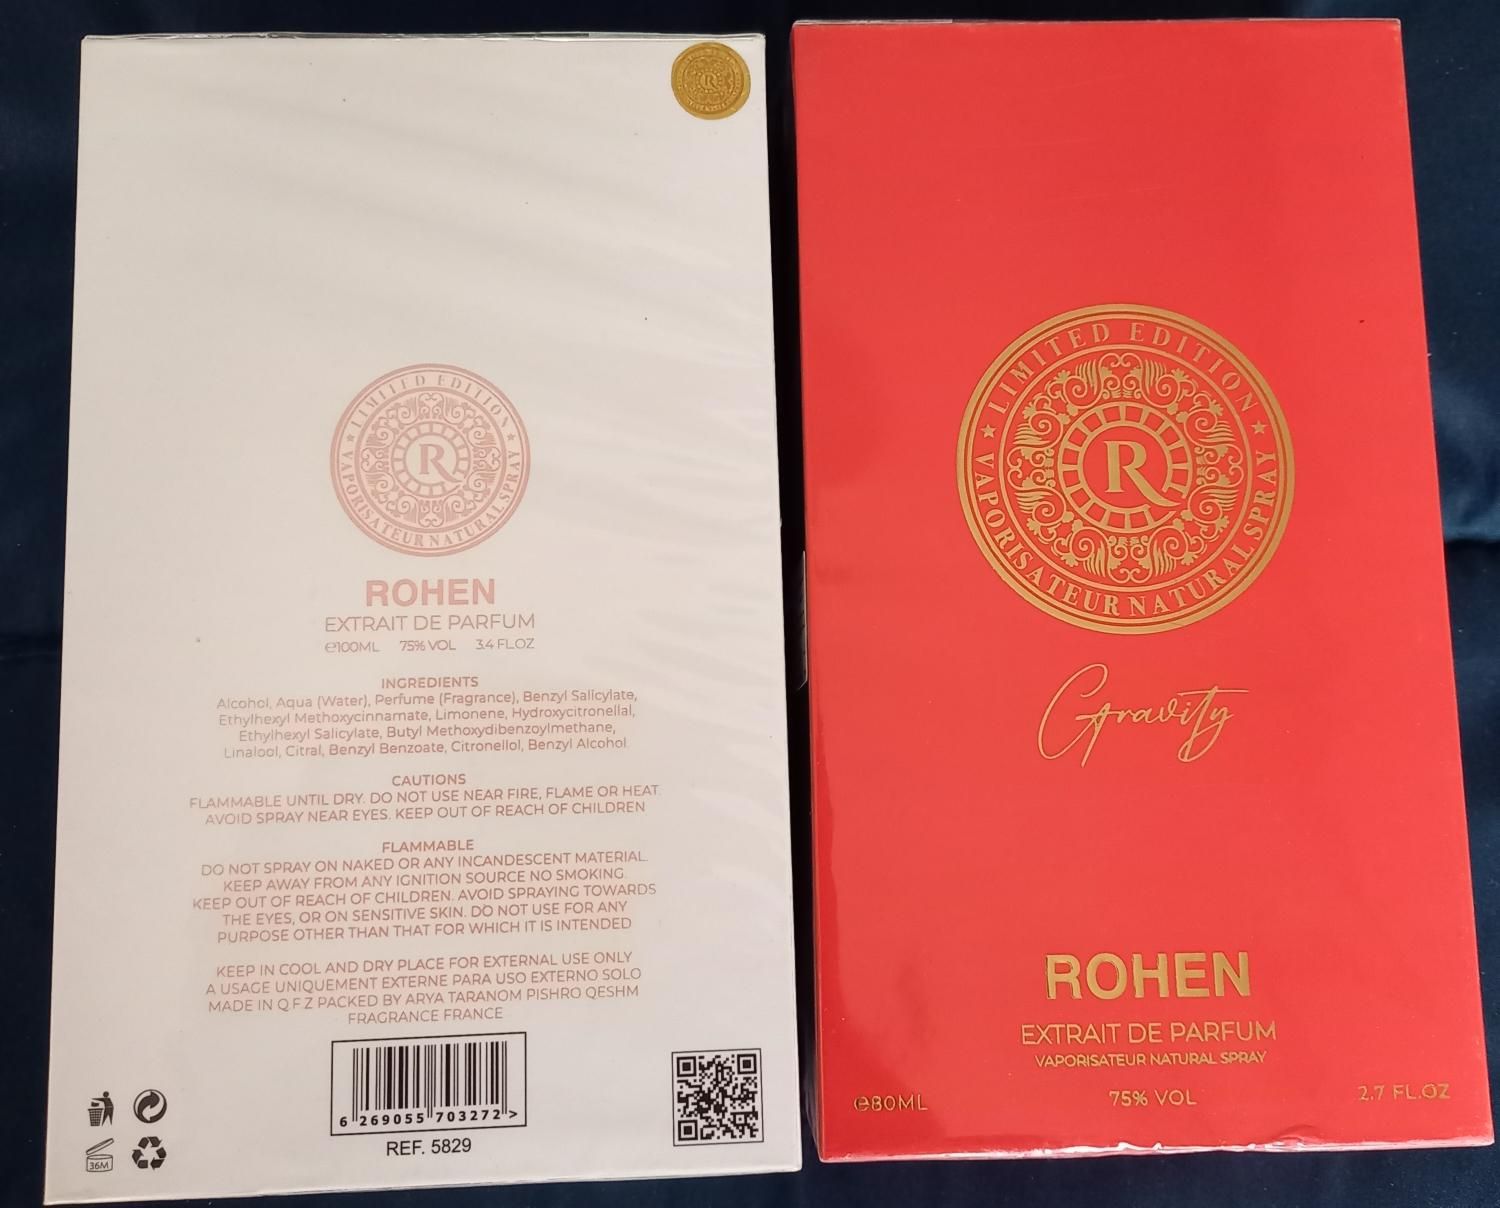 R
LIMITED EDITION
VAPORISATEUR NATURAL SPRAY
R
ROHEN
EXTRAIT DE PARFUM
℮100ML 75% VOL 3.4 FL.OZ
INGREDIENTS
Alcohol, Aqua (Water), Perfume (Fragrance), Benzyl Salicylate,
Ethylhexyl Methoxycinnamate, Limonene, Hydroxycitronellal,
Ethylhexyl Salicylate, Butyl Methoxydibenzoylmethane,
Linalool, Citral, Benzyl Benzoate, Citronellol, Benzyl Alcohol.
CAUTIONS
FLAMMABLE UNTIL DRY. DO NOT USE NEAR FIRE, FLAME OR HEAT.
AVOID SPRAY NEAR EYES. KEEP OUT OF REACH OF CHILDREN
FLAMMABLE
DO NOT SPRAY ON NAKED OR ANY INCANDESCENT MATERIAL.
KEEP AWAY FROM ANY IGNITION SOURCE NO SMOKING.
KEEP OUT OF REACH OF CHILDREN. AVOID SPRAYING TOWARDS
THE EYES, OR ON SENSITIVE SKIN. DO NOT USE FOR ANY
PURPOSE OTHER THAN THAT FOR WHICH IT IS INTENDED
KEEP IN COOL AND DRY PLACE FOR EXTERNAL USE ONLY
A USAGE UNIQUEMENT EXTERNE PARA USO EXTERNO SOLO
MADE IN Q.F.Z PACKED BY ARYA TARANOM PISHRO QESHM
FRAGRANCE FRANCE
6 269055 703272 >
REF. 5829
36M
LIMITED EDITION
VAPORISATEUR NATURAL SPRAY
R
Gravity
ROHEN
EXTRAIT DE PARFUM
VAPORISATEUR NATURAL SPRAY
℮80ML 75% VOL 2.7 FL.OZ